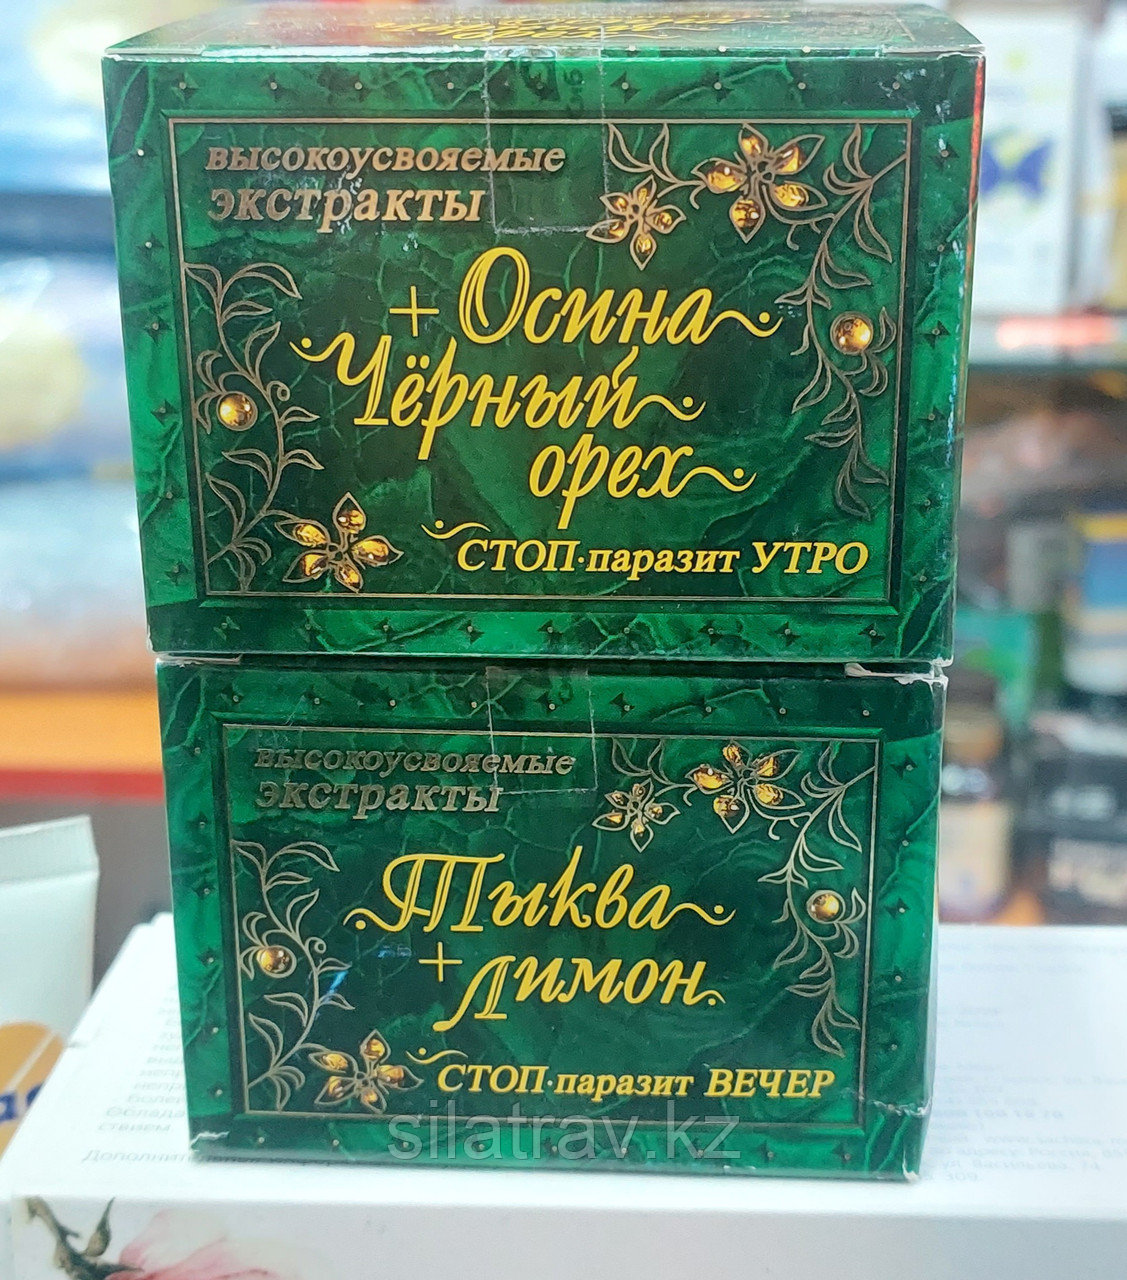 высокоусвояемые
экстракты
+ Осина
Чёрный
орех
СТОП·паразит УТРО
высокоусвояемые
экстракты
Тыква
+ Лимон
СТОП·паразит ВЕЧЕР
silatrav.kz